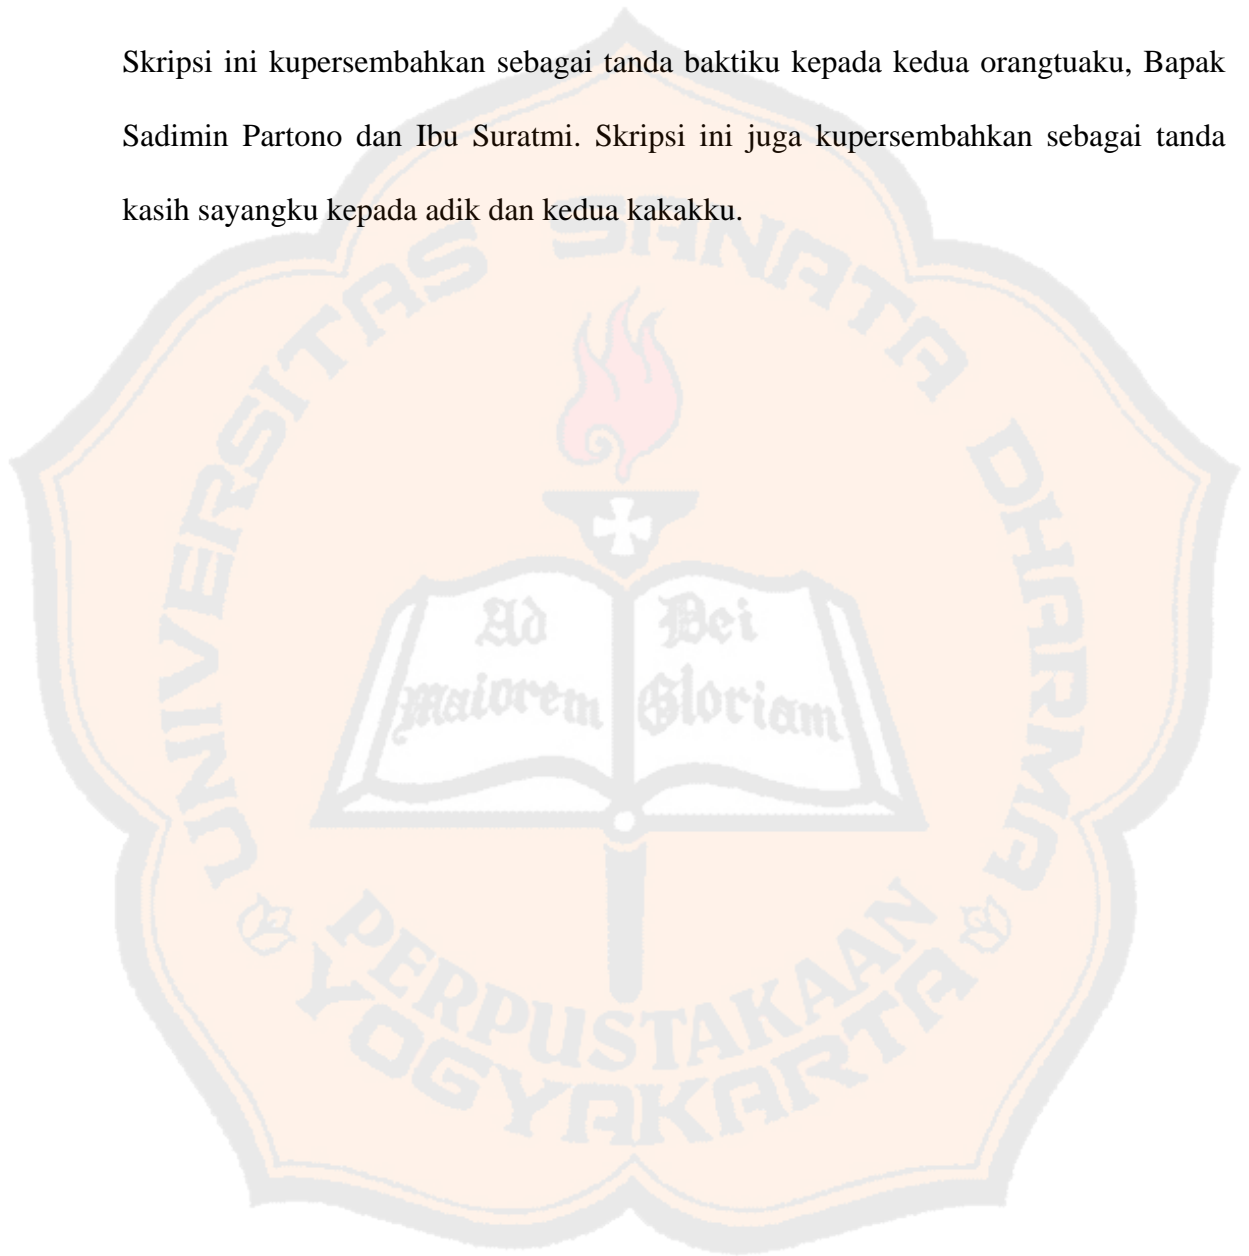 Skripsi ini kupersembahkan sebagai tanda baktiku kepada kedua orangtuaku, Bapak
Sadimin Partono dan Ibu Suratmi. Skripsi ini juga kupersembahkan sebagai tanda
kasih sayangku kepada adik dan kedua kakakku.
UNIVERSITAS SANATA DHARMA
Ad Dei
Maiorem Gloriam
PERPUSTAKAAN
YOGYAKARTA